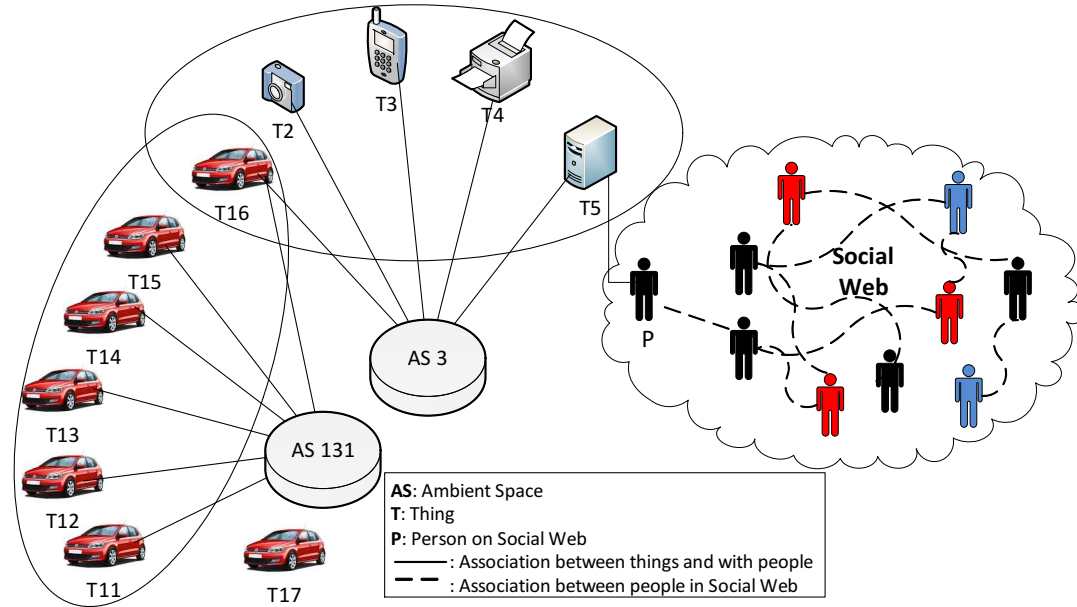 T3
T2
T4
T16
T5
T15
Social
Web
P
T14
AS 3
T13
AS 131
T12
T11
T17
AS: Ambient Space
T: Thing
P: Person on Social Web
: Association between things and with people
: Association between people in Social Web